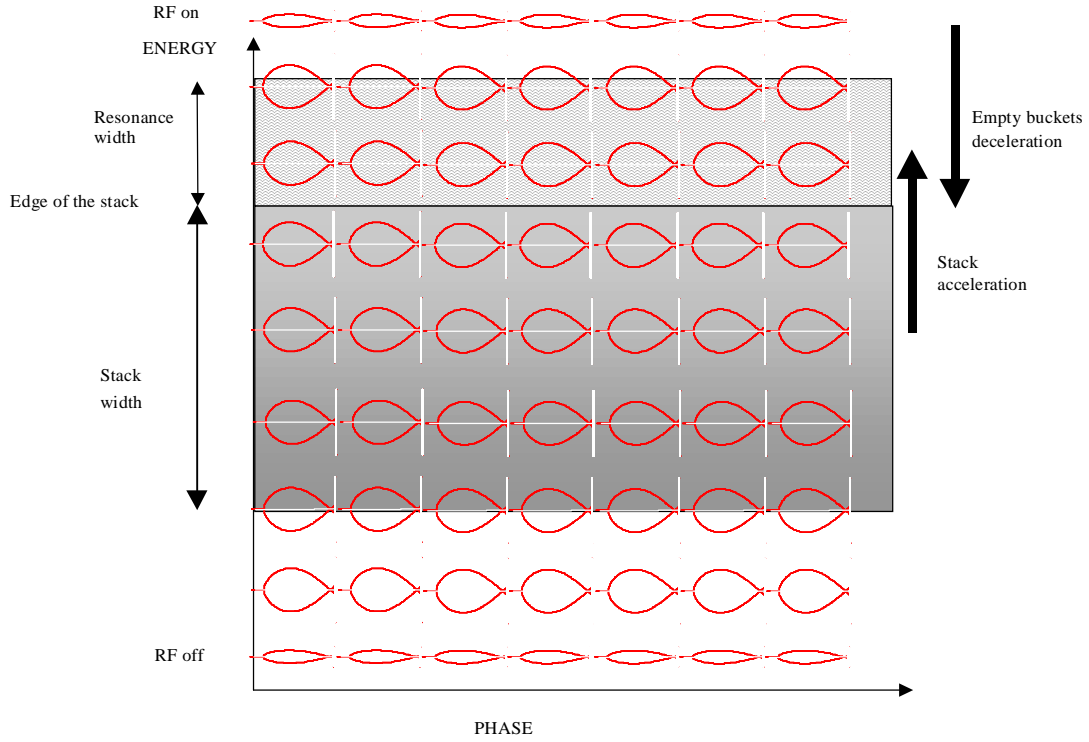 RF on
ENERGY
Resonance
width
Empty buckets
deceleration
Edge of the stack
Stack
acceleration
Stack
width
RF off
PHASE